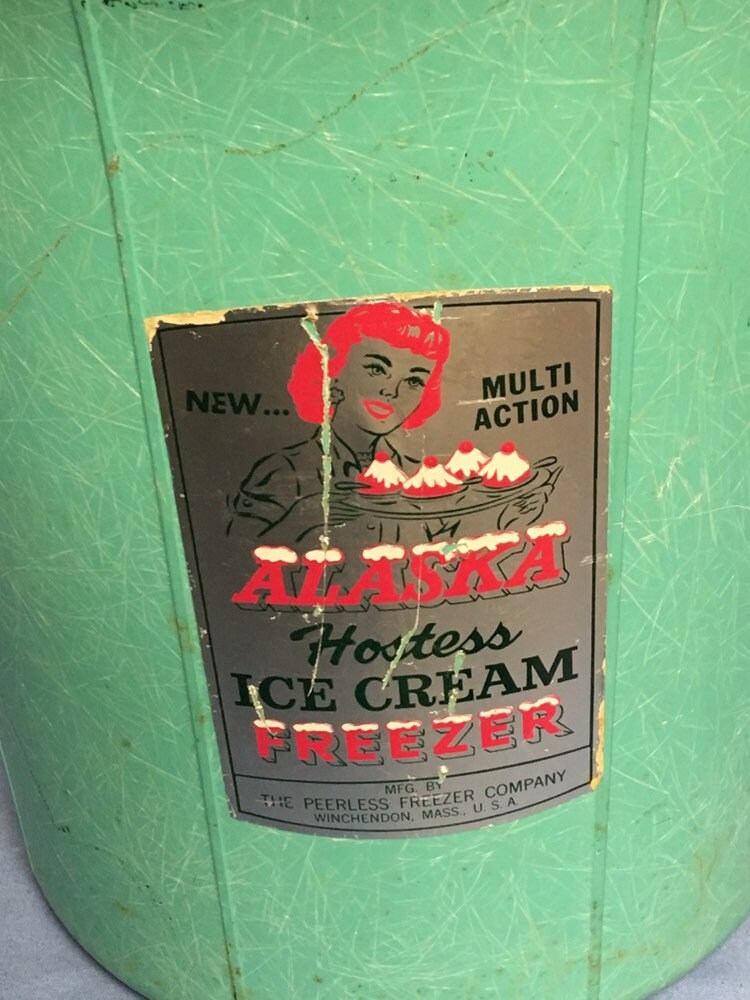 NEW...
MULTI
ACTION
ALASKA
Hostess
ICE CREAM
FREEZER
MFG. BY
THE PEERLESS FREEZER COMPANY
WINCHENDON, MASS., U. S. A.